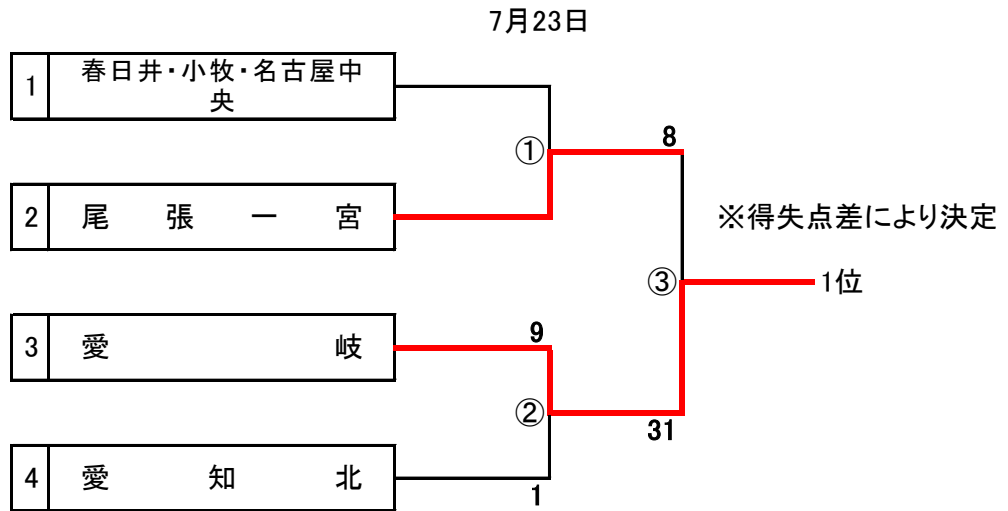 7月23日
1 春日井・小牧・名古屋中
央
① 8
2 尾張一宮
※得失点差により決定
③ 1位
3 愛岐 9
② 31
4 愛知北
1